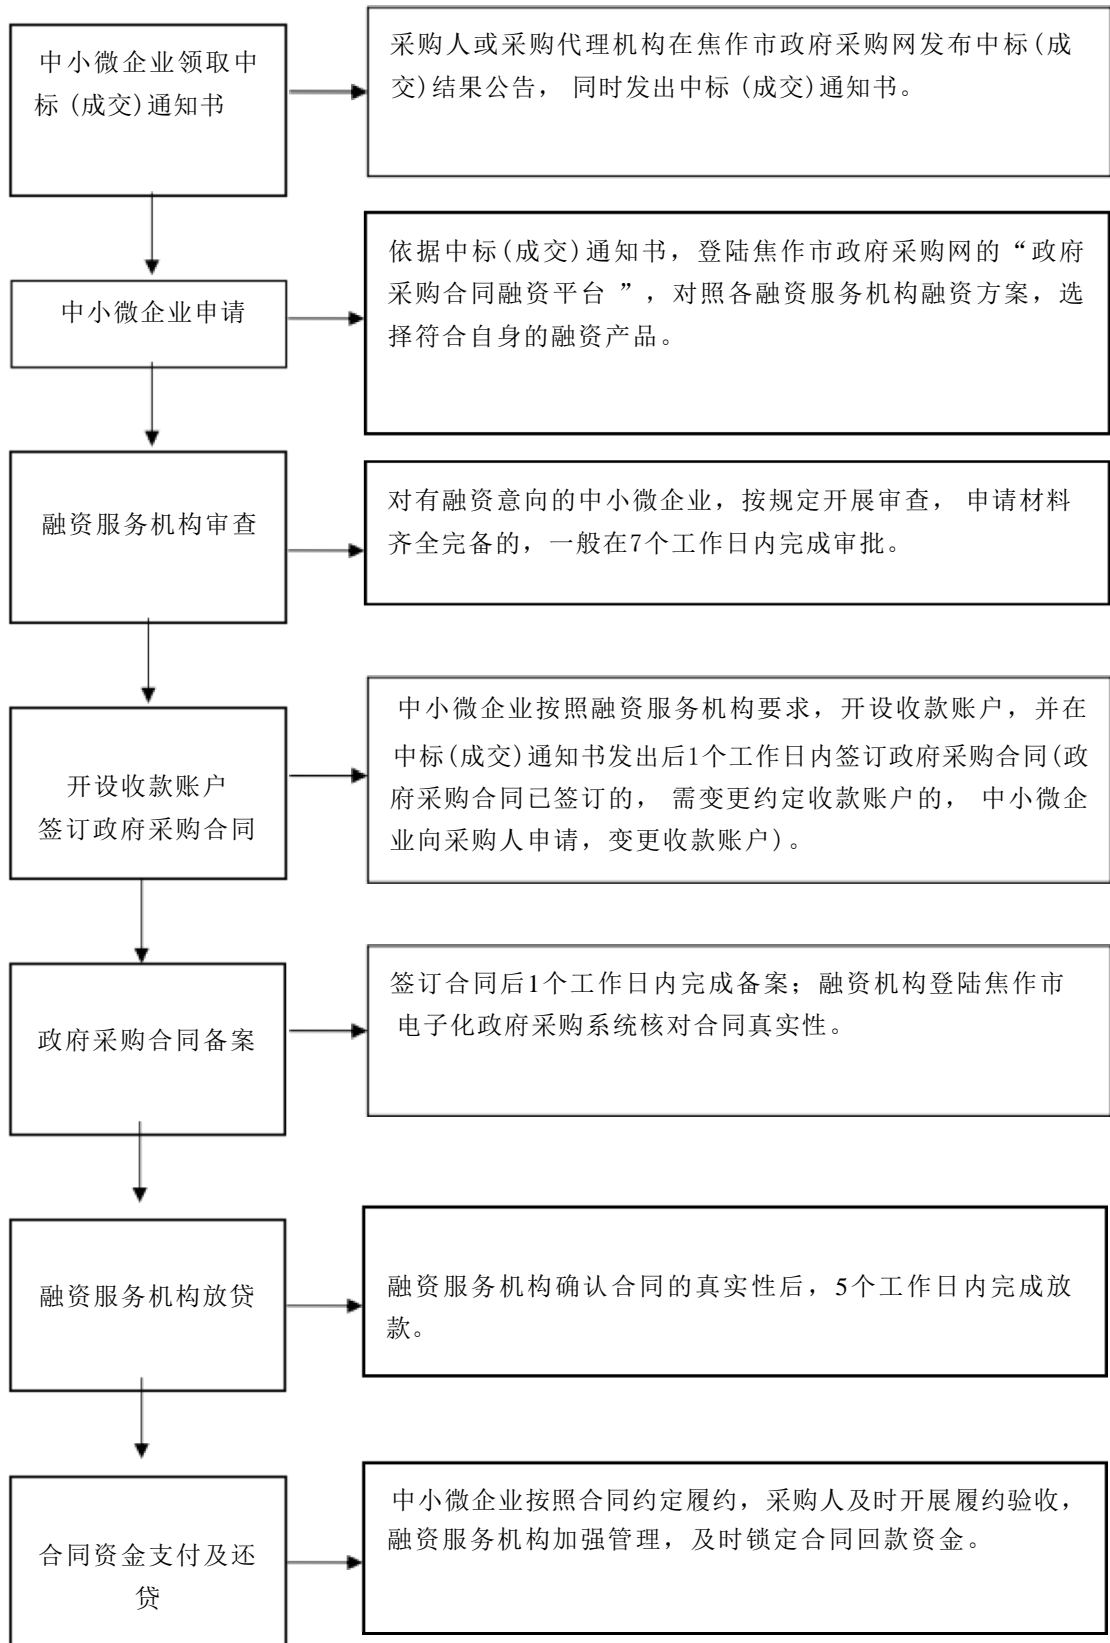 中小微企业领取中
标 (成交)通知书
采购人或采购代理机构在焦作市政府采购网发布中标(成
交)结果公告， 同时发出中标 (成交)通知书。
中小微企业申请
依据中标(成交)通知书，登陆焦作市政府采购网的“政府
采购合同融资平台 ”，对照各融资服务机构融资方案，选
择符合自身的融资产品。
融资服务机构审查
对有融资意向的中小微企业，按规定开展审查， 申请材料
齐全完备的，一般在7个工作日内完成审批。
开设收款账户
签订政府采购合同
中小微企业按照融资服务机构要求，开设收款账户，并在
中标(成交)通知书发出后1个工作日内签订政府采购合同(政
府采购合同已签订的， 需变更约定收款账户的， 中小微企
业向采购人申请，变更收款账户)。
政府采购合同备案
签订合同后1个工作日内完成备案；融资机构登陆焦作市
电子化政府采购系统核对合同真实性。
融资服务机构放贷
融资服务机构确认合同的真实性后，5个工作日内完成放
款。
合同资金支付及还
贷
中小微企业按照合同约定履约，采购人及时开展履约验收，
融资服务机构加强管理，及时锁定合同回款资金。